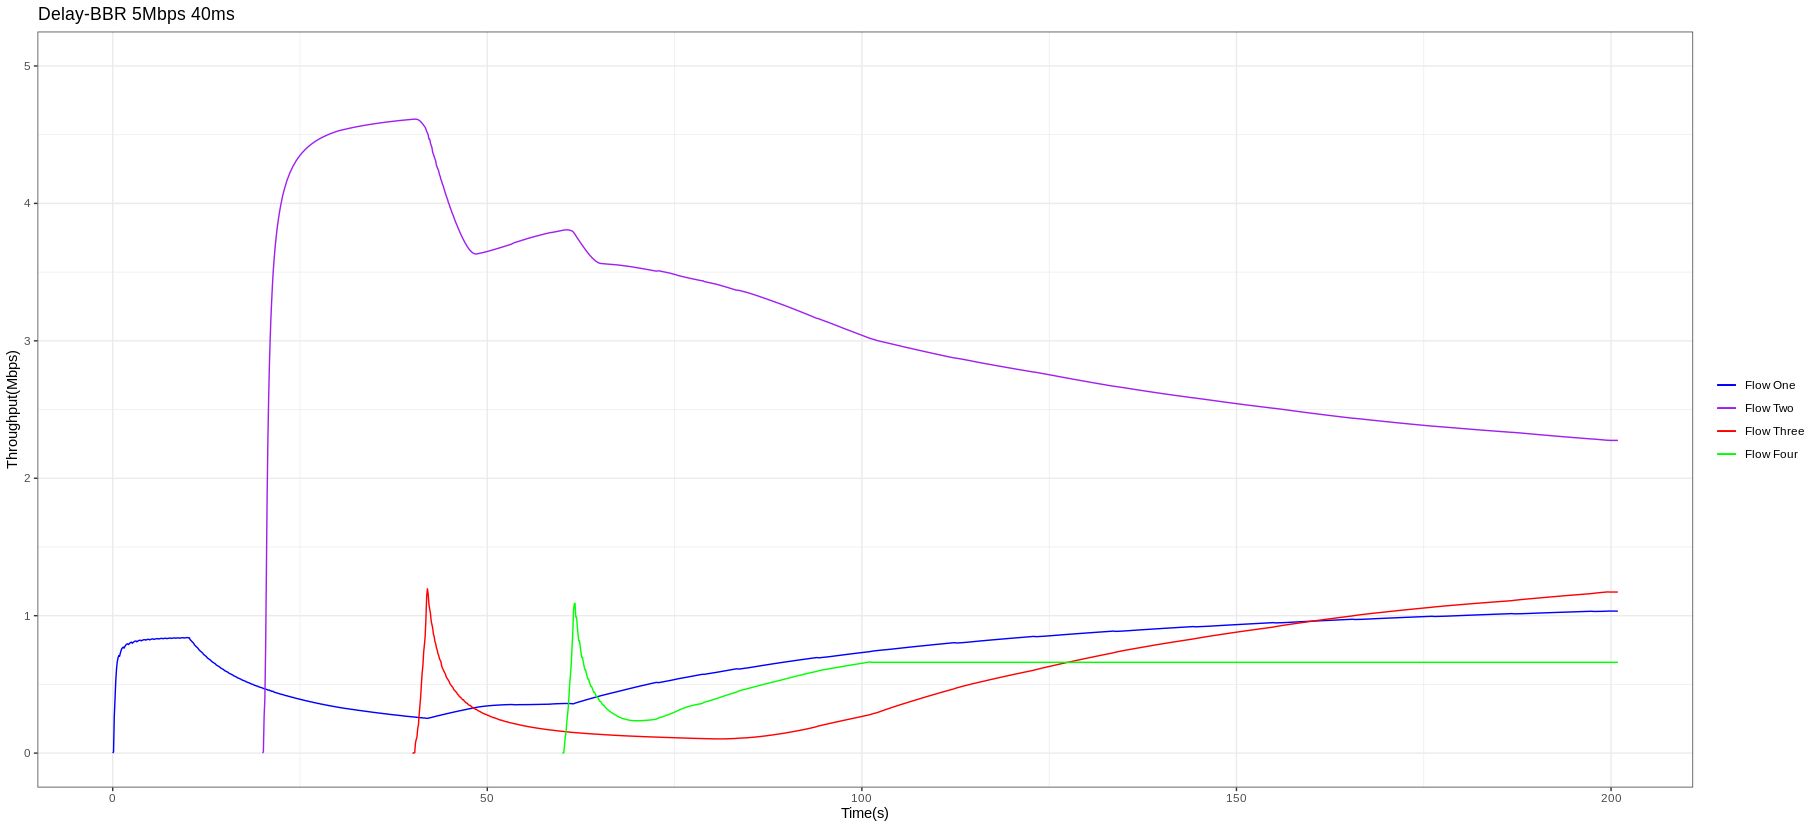 Delay-BBR 5Mbps 40ms
Throughput(Mbps)
5
4
3
2
1
0
0
50
100
150
200
Time(s)
Flow One
Flow Two
Flow Three
Flow Four